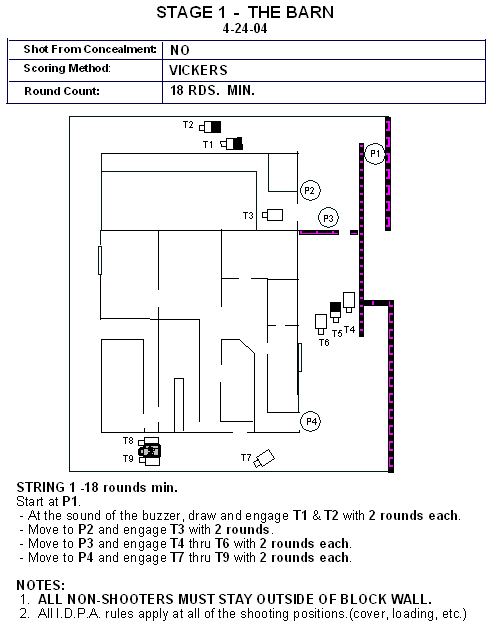 STAGE 1 - THE BARN
4-24-04
Shot From Concealment: NO
Scoring Method: VICKERS
Round Count: 18 RDS. MIN.
T2
T1
P1
P2
T3
P3
T4
T5
T6
P4
T8
T9
T7
STRING 1 -18 rounds min.
Start at P1.
- At the sound of the buzzer, draw and engage T1 & T2 with 2 rounds each.
- Move to P2 and engage T3 with 2 rounds.
- Move to P3 and engage T4 thru T6 with 2 rounds each.
- Move to P4 and engage T7 thru T9 with 2 rounds each.
NOTES:
1. ALL NON-SHOOTERS MUST STAY OUTSIDE OF BLOCK WALL.
2. All I.D.P.A. rules apply at all of the shooting positions.(cover, loading, etc.)